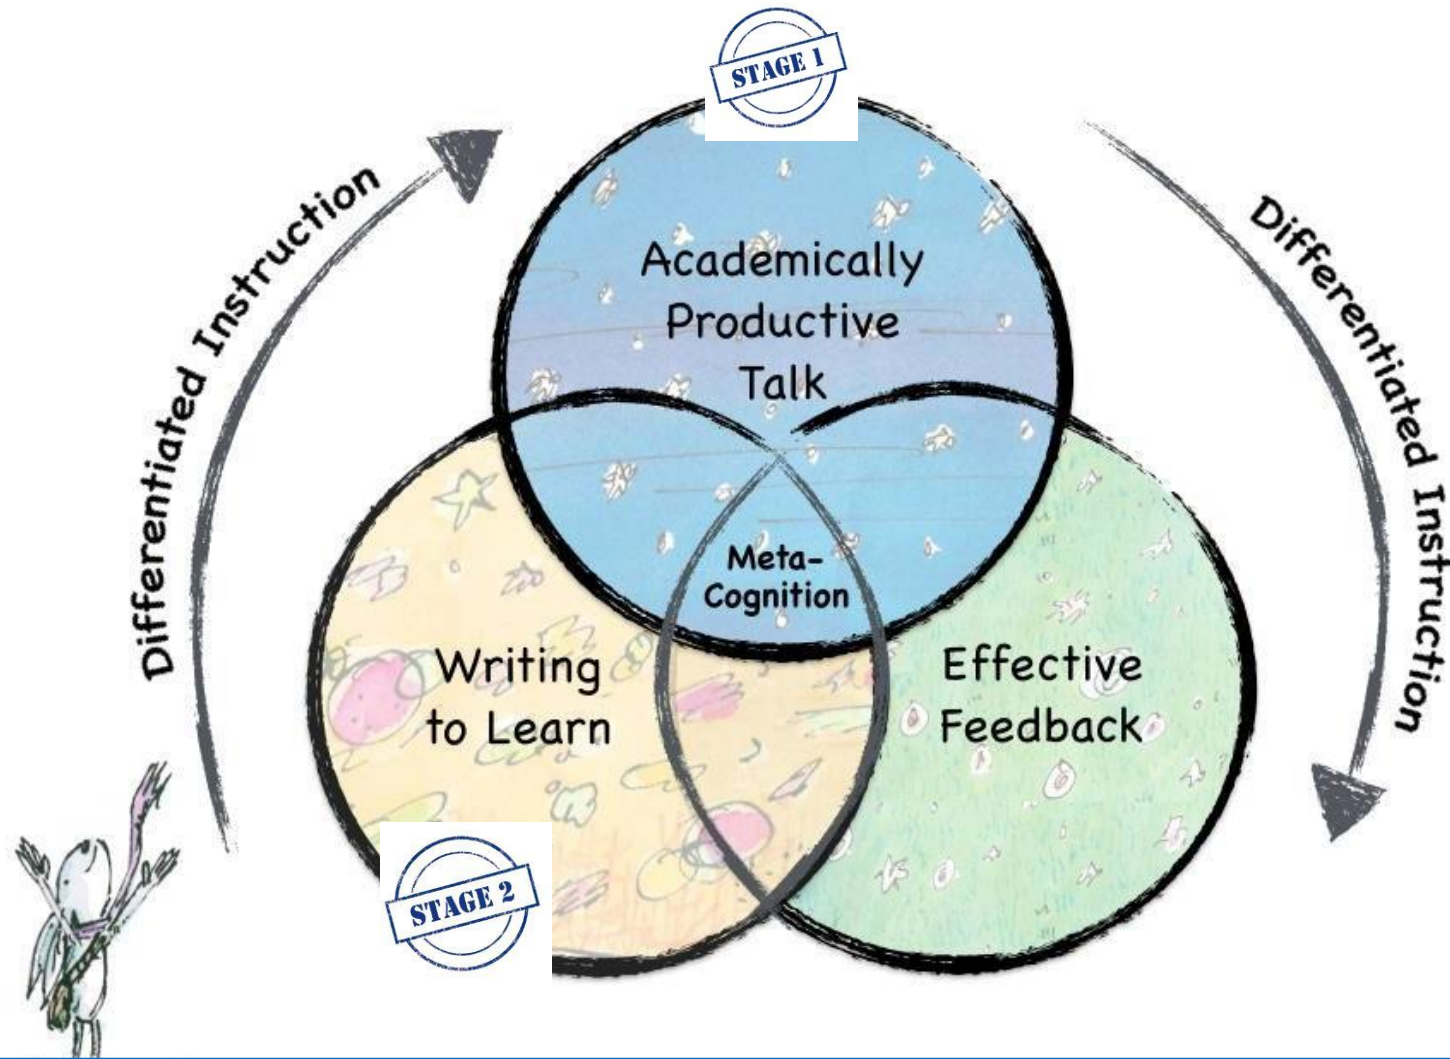 STAGE 1
Differentiated Instruction
Differentiated Instruction
Academically
Productive
Talk
Meta-
Cognition
Writing
to Learn
Effective
Feedback
STAGE 2